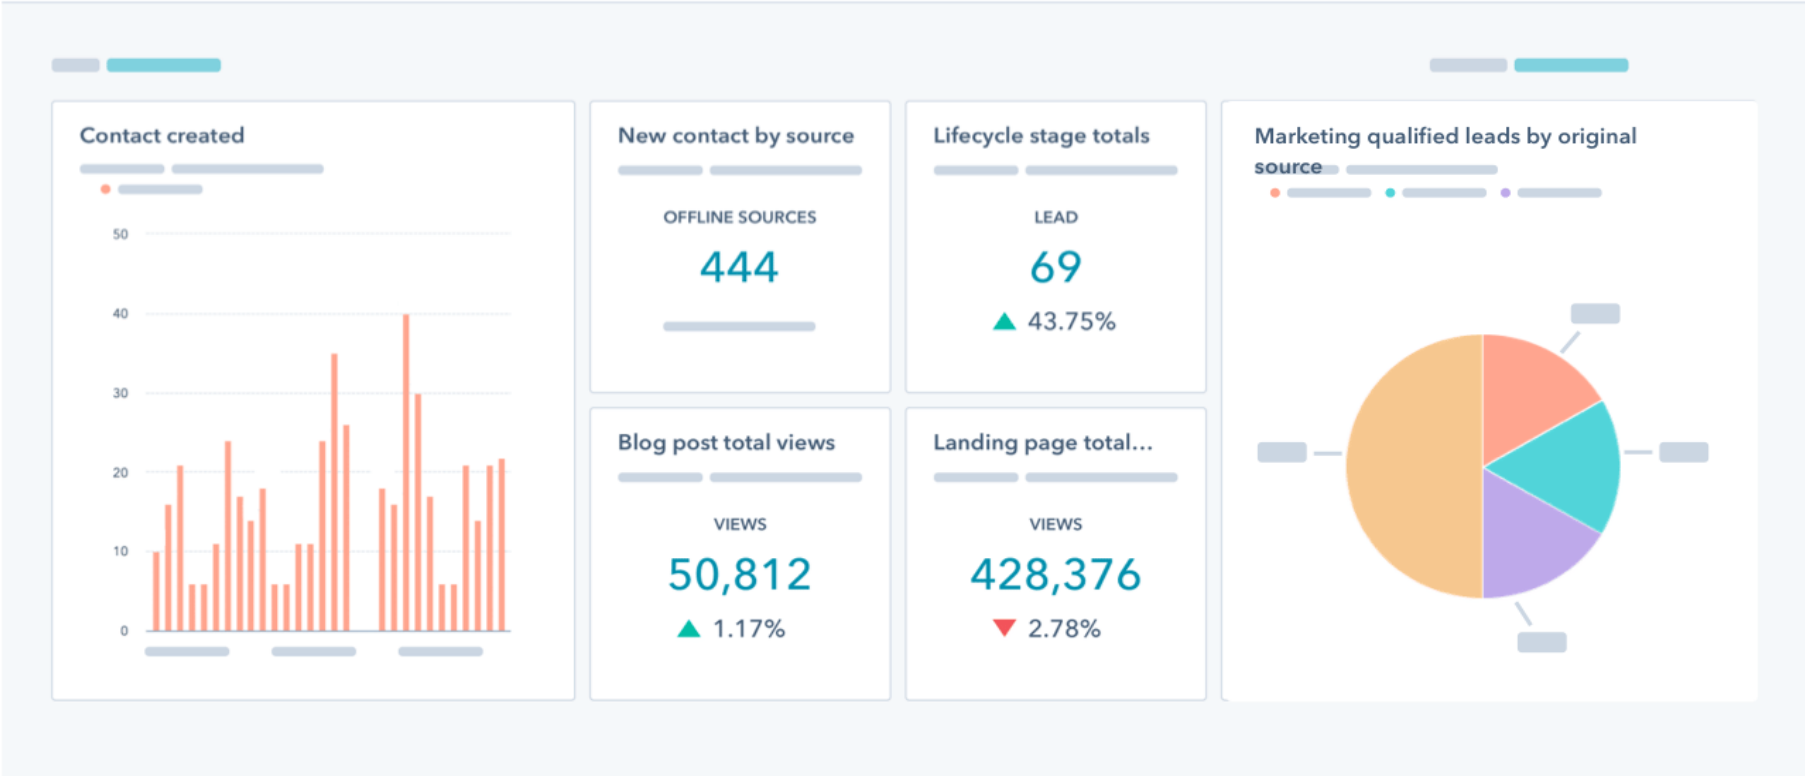 Contact created
50
40
30
20
10
0
New contact by source
OFFLINE SOURCES
444
Lifecycle stage totals
LEAD
69
43.75%
Blog post total views
VIEWS
50,812
1.17%
Landing page total...
VIEWS
428,376
2.78%
Marketing qualified leads by original
source